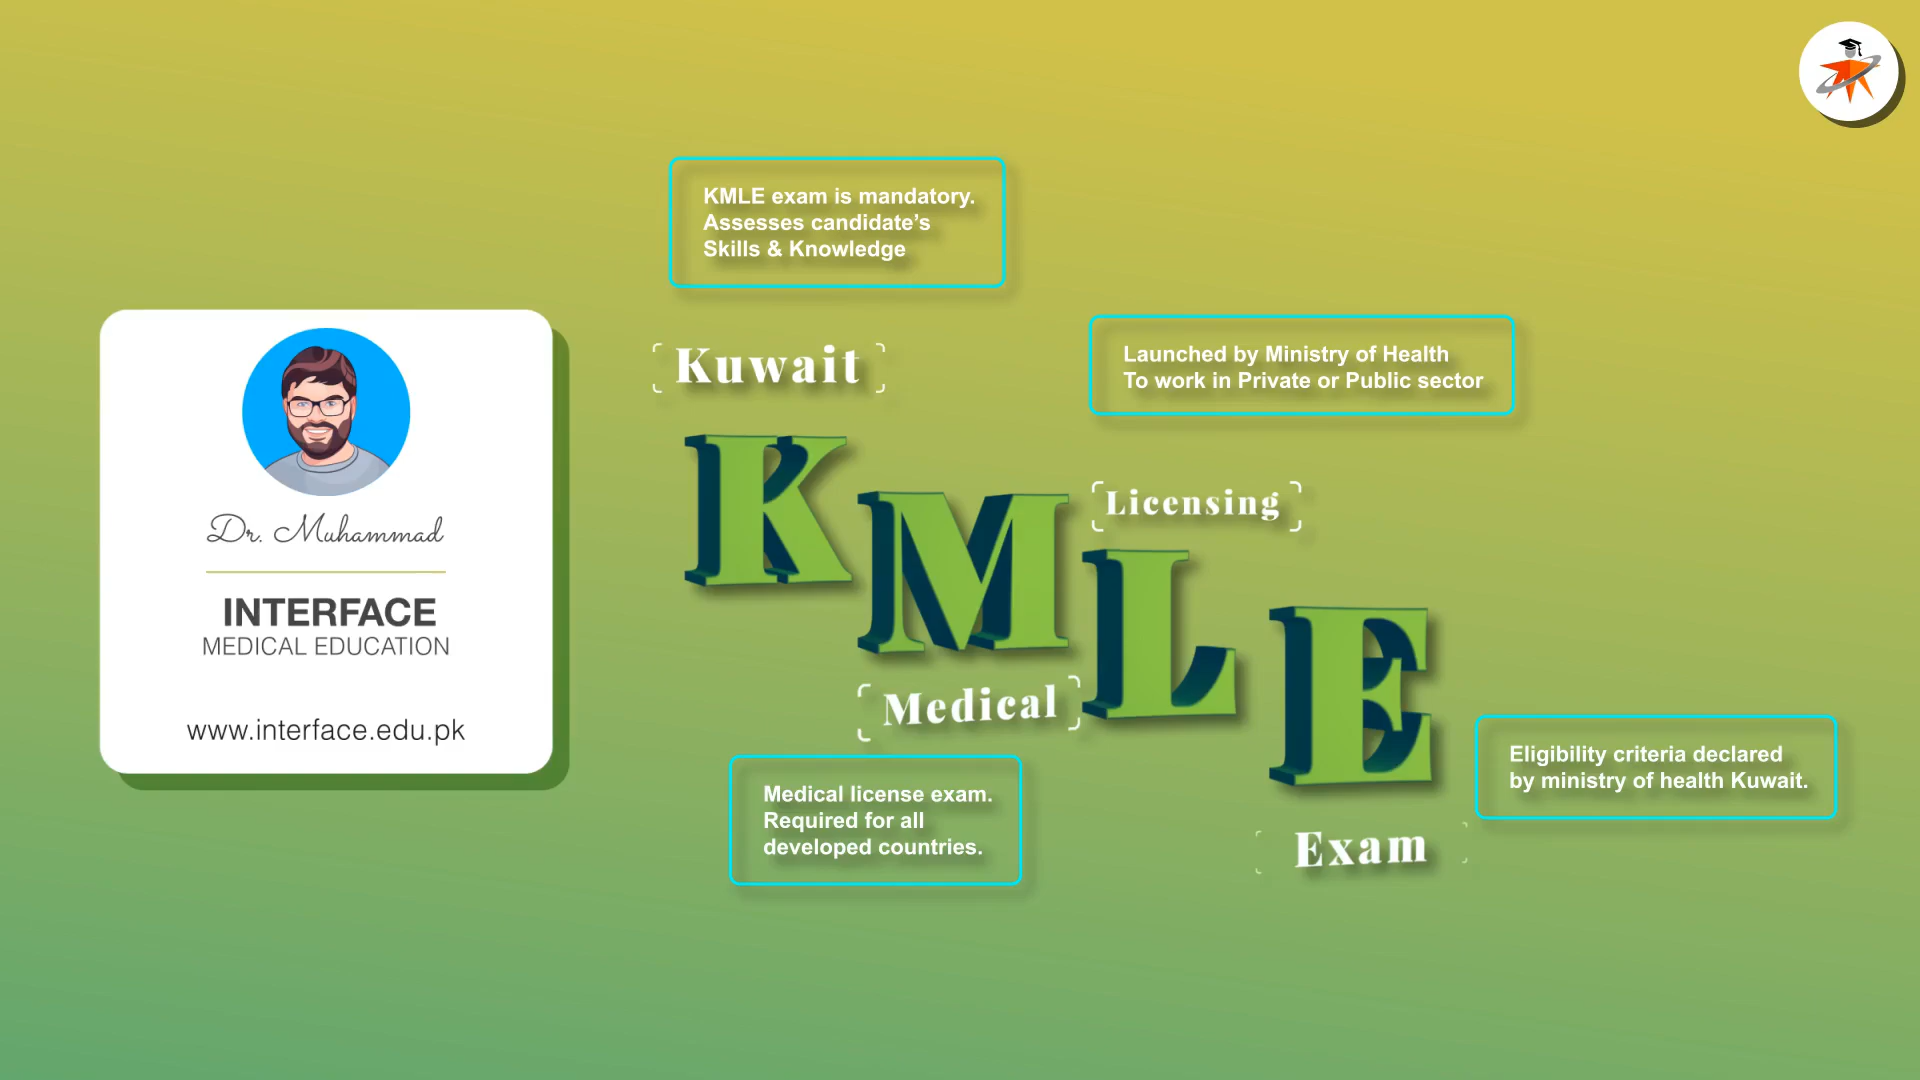 Dr. Muhammad
INTERFACE
MEDICAL EDUCATION
www.interface.edu.pk
KMLE exam is mandatory.
Assesses candidate’s
Skills & Knowledge
Kuwait
Launched by Ministry of Health
To work in Private or Public sector
Licensing
KMLE
Medical
Medical license exam.
Required for all
developed countries.
Eligibility criteria declared
by ministry of health Kuwait.
Exam